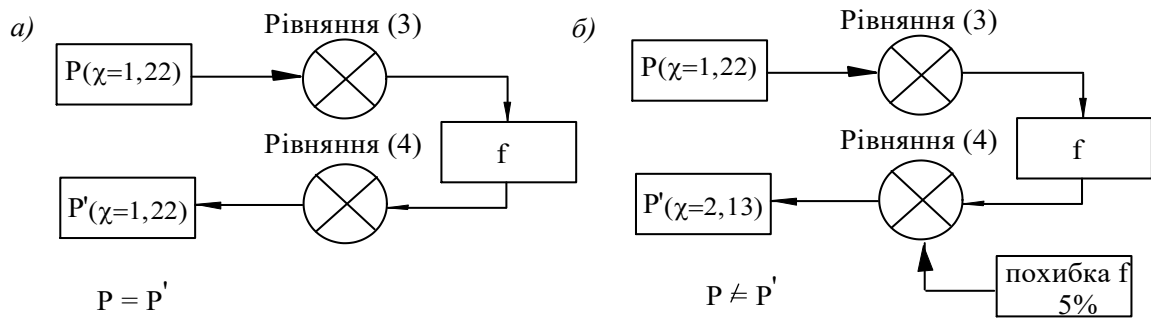 а)
Рівняння (3)
P(χ=1,22)
f
Рівняння (4)
P'(χ=1,22)
P = P'
б)
Рівняння (3)
P(χ=1,22)
f
Рівняння (4)
P'(χ=2,13)
похибка f
5%
P ≠ P'